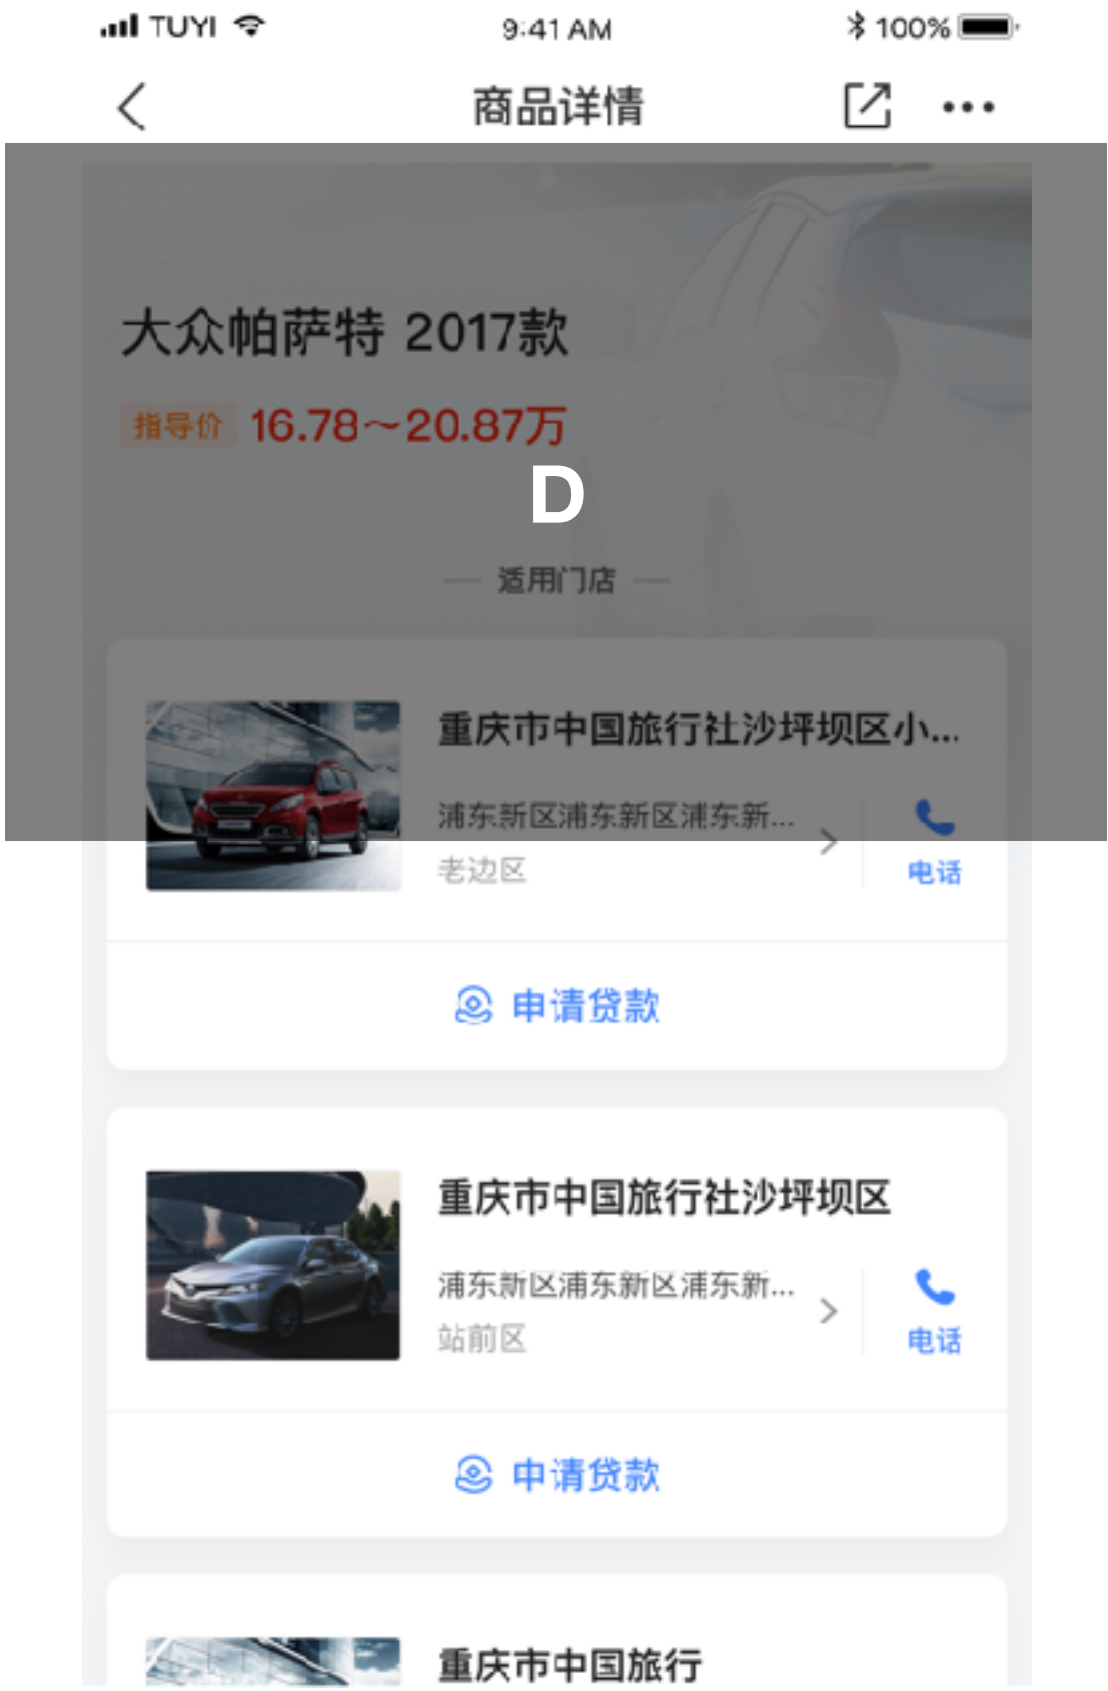 TUYI 9:41 AM 100%
商品详情
大众帕萨特 2017款
指导价 16.78～20.87万
D
适用门店
重庆市中国旅行社沙坪坝区小...
浦东新区浦东新区浦东新...
老边区
电话
申请贷款
重庆市中国旅行社沙坪坝区
浦东新区浦东新区浦东新...
站前区
电话
申请贷款
重庆市中国旅行